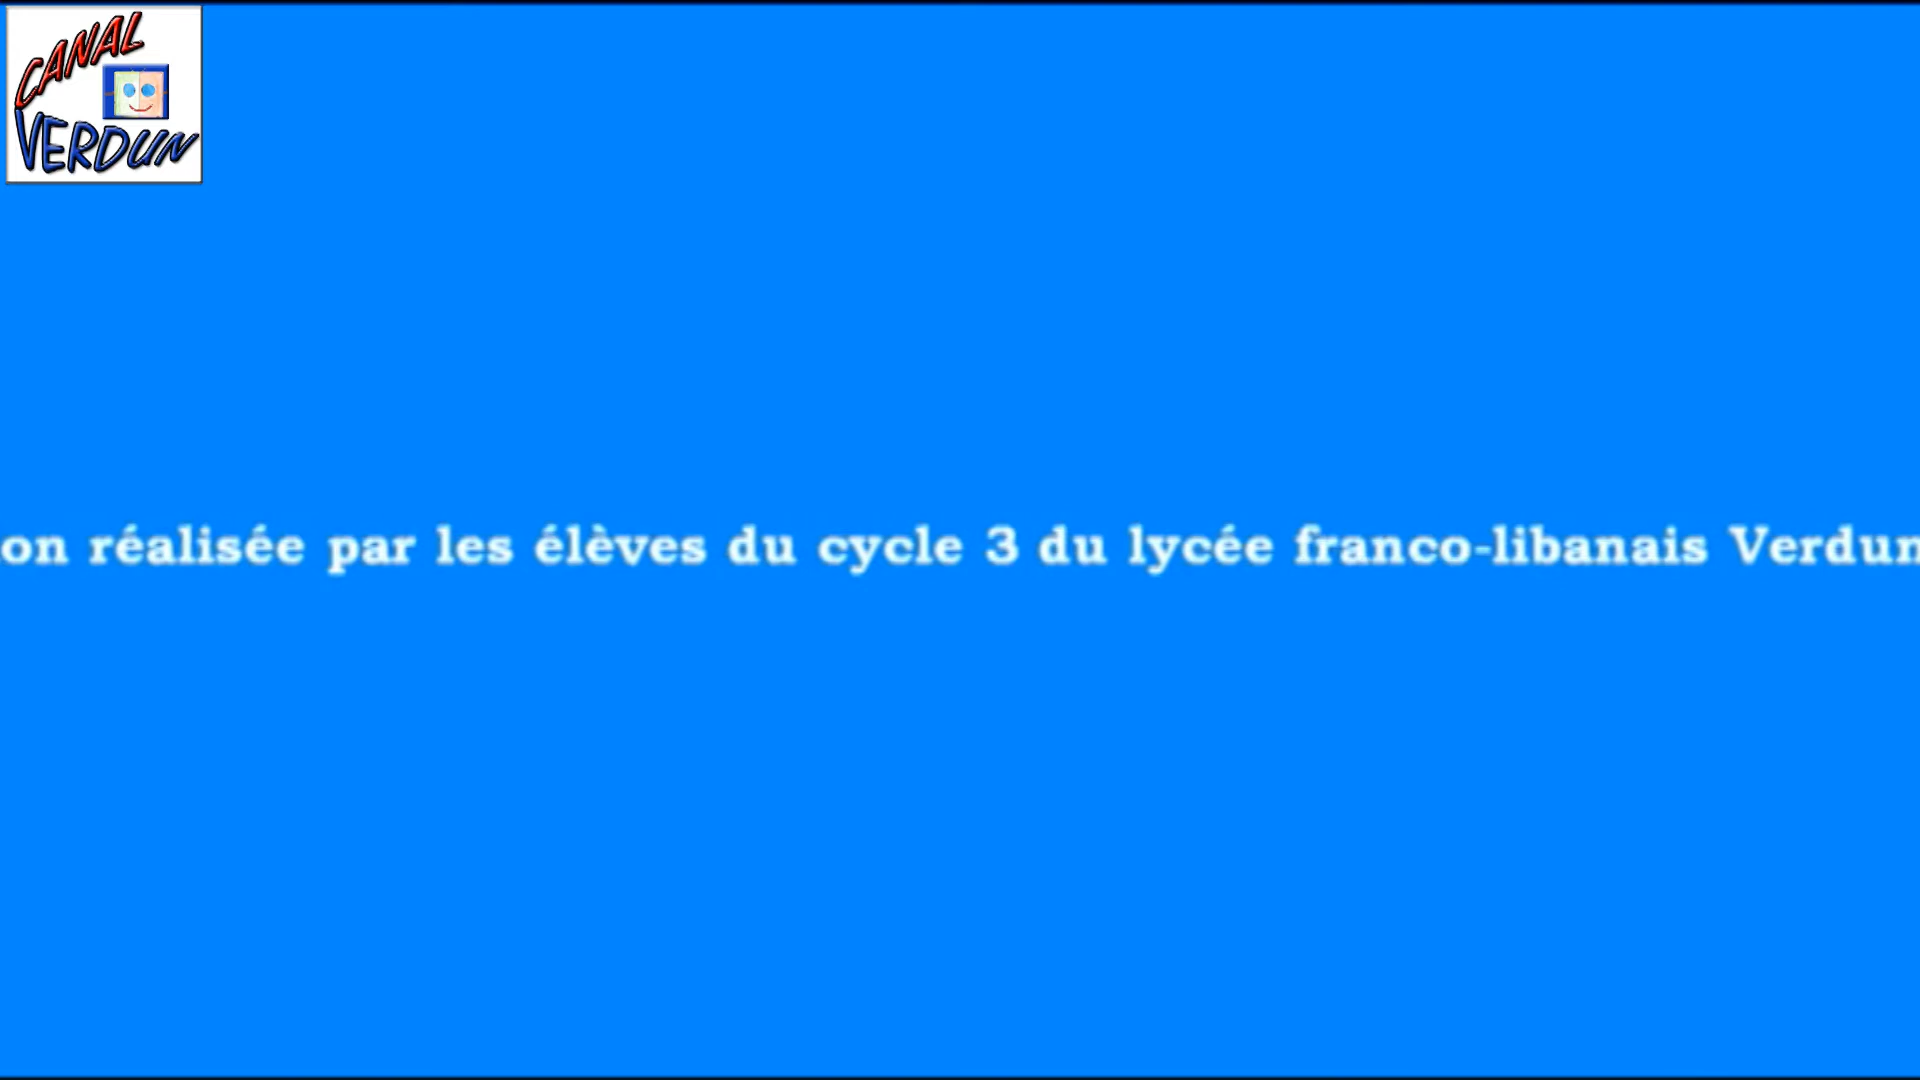 CANAL
VERDUN
on réalisée par les élèves du cycle 3 du lycée franco-libanais Verdun